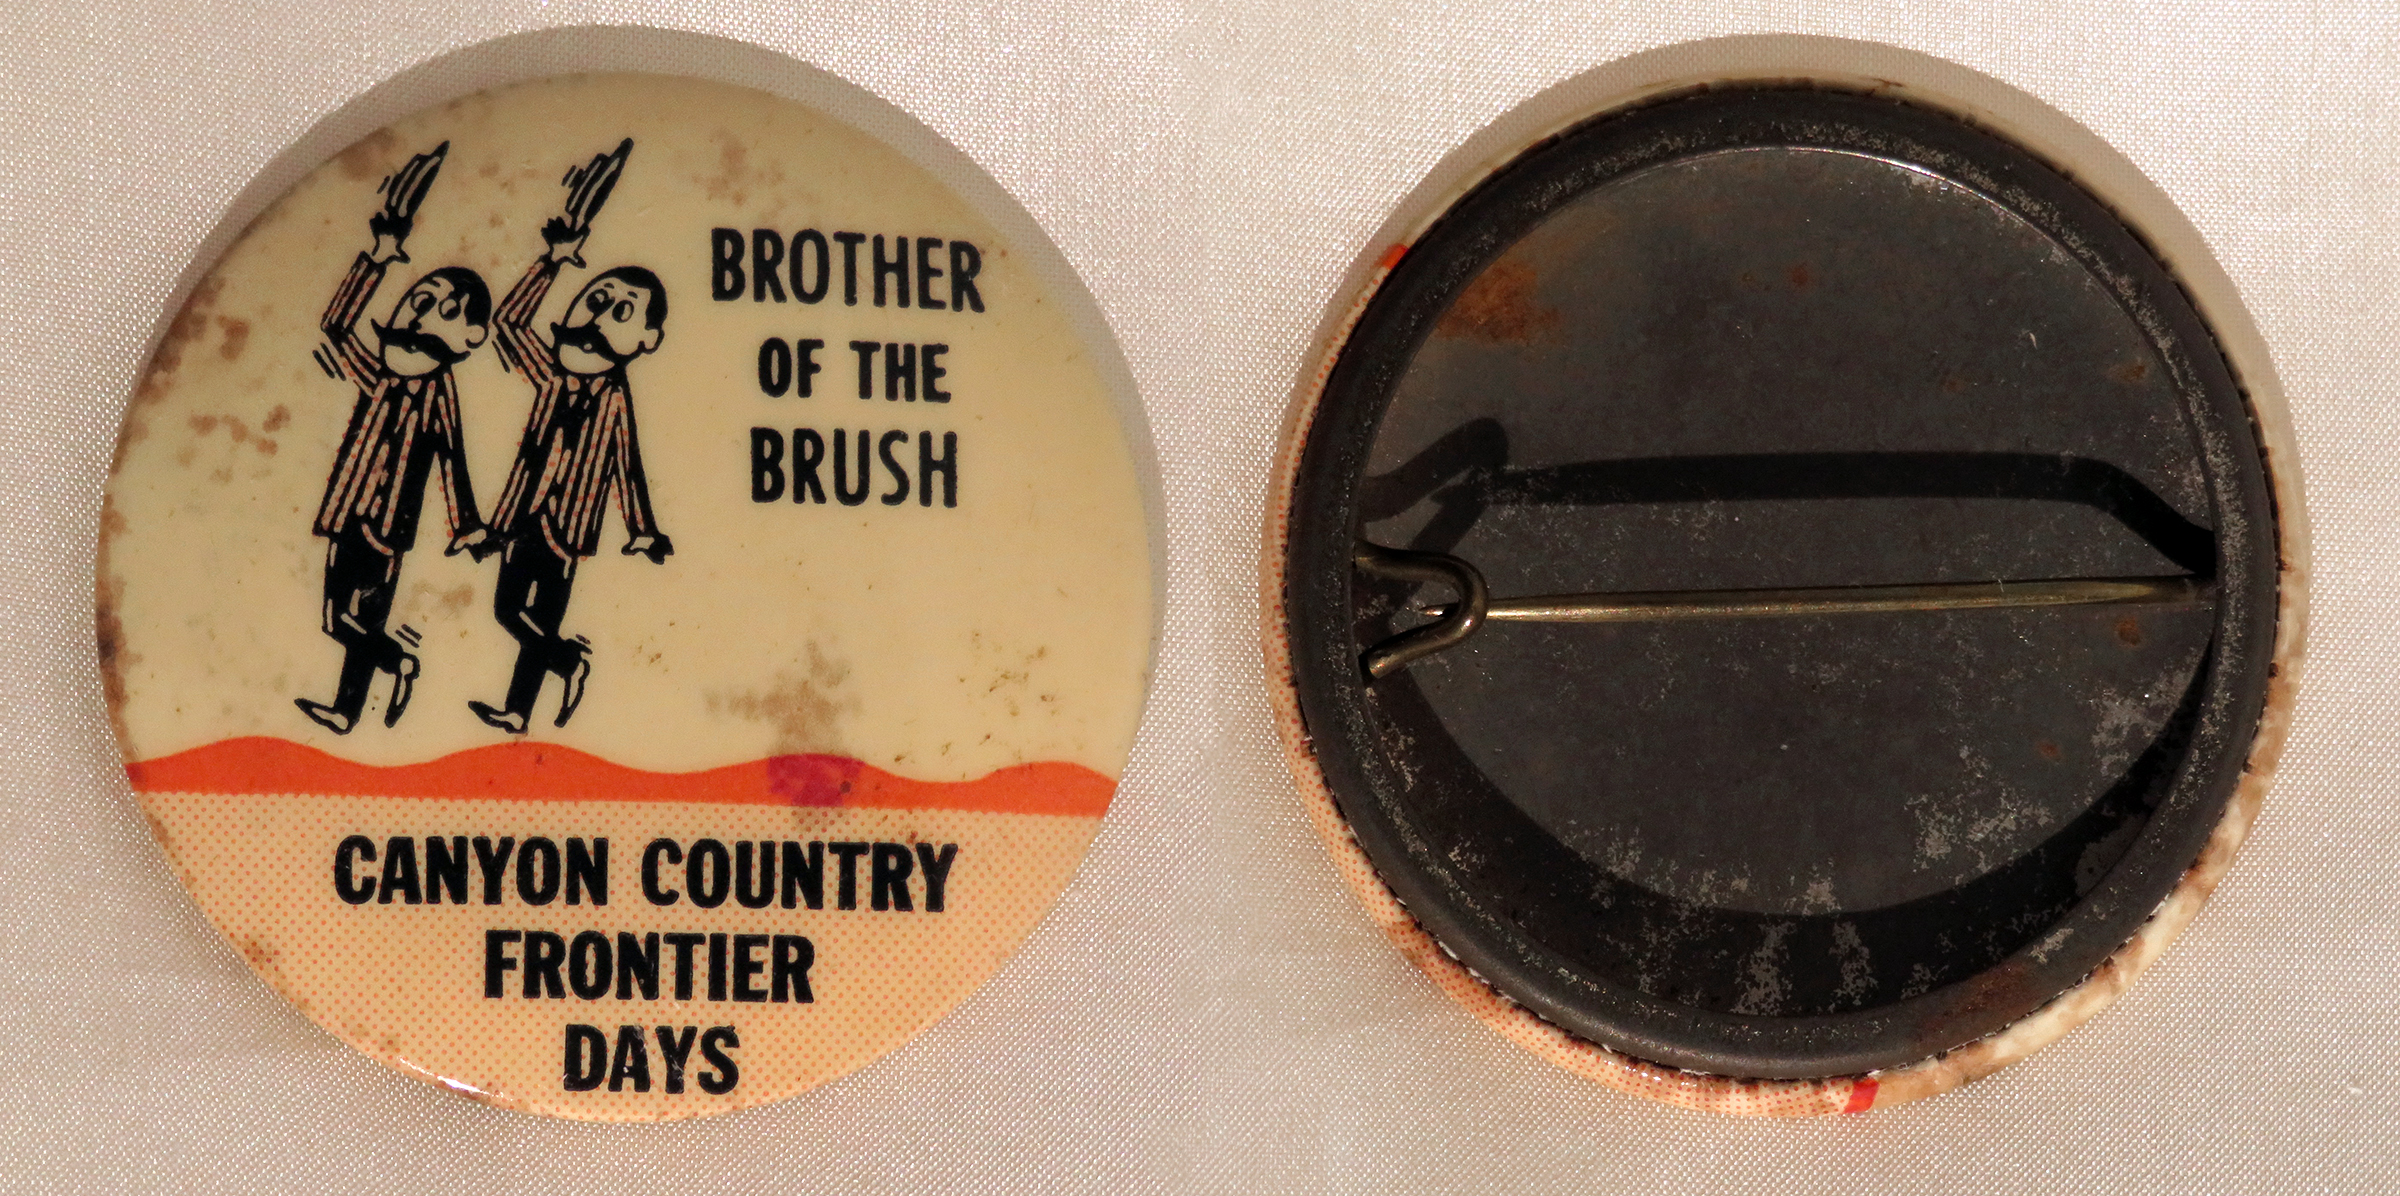 BROTHER
OF THE
BRUSH
CANYON COUNTRY
FRONTIER
DAYS